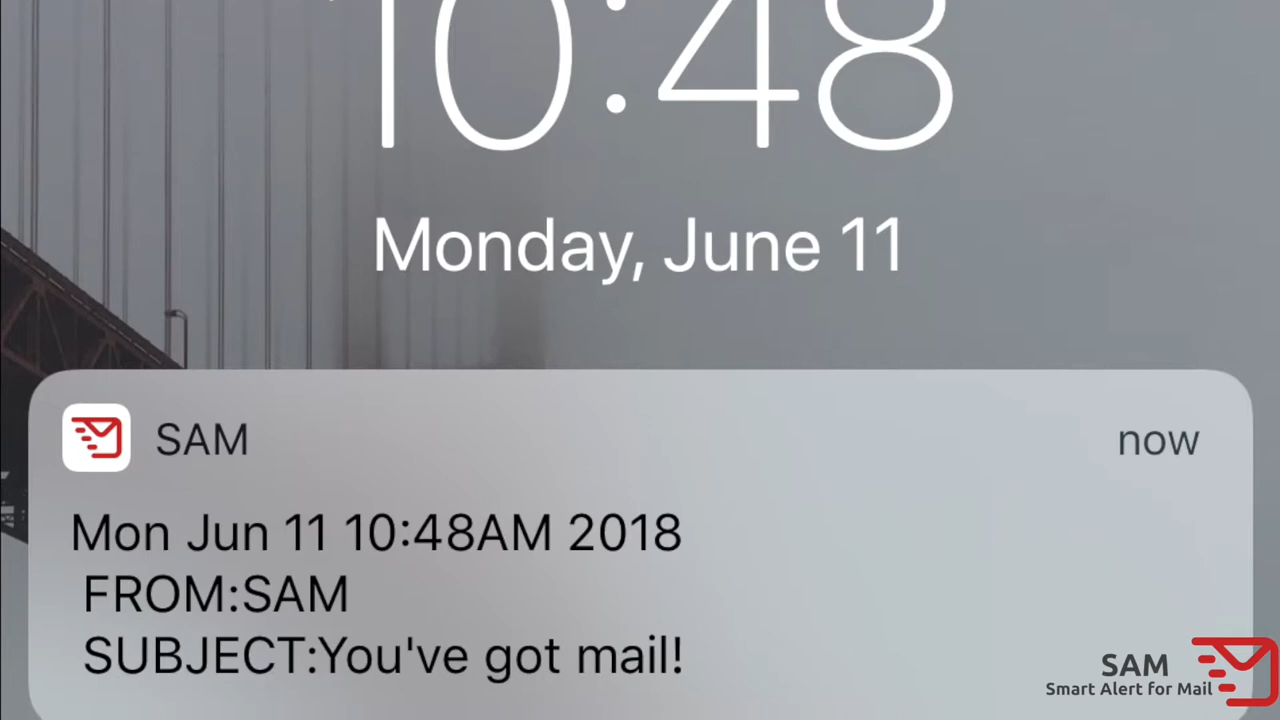 10:48
Monday, June 11
SAM now
Mon Jun 11 10:48AM 2018
FROM:SAM
SUBJECT:You've got mail!
SAM
Smart Alert for Mail